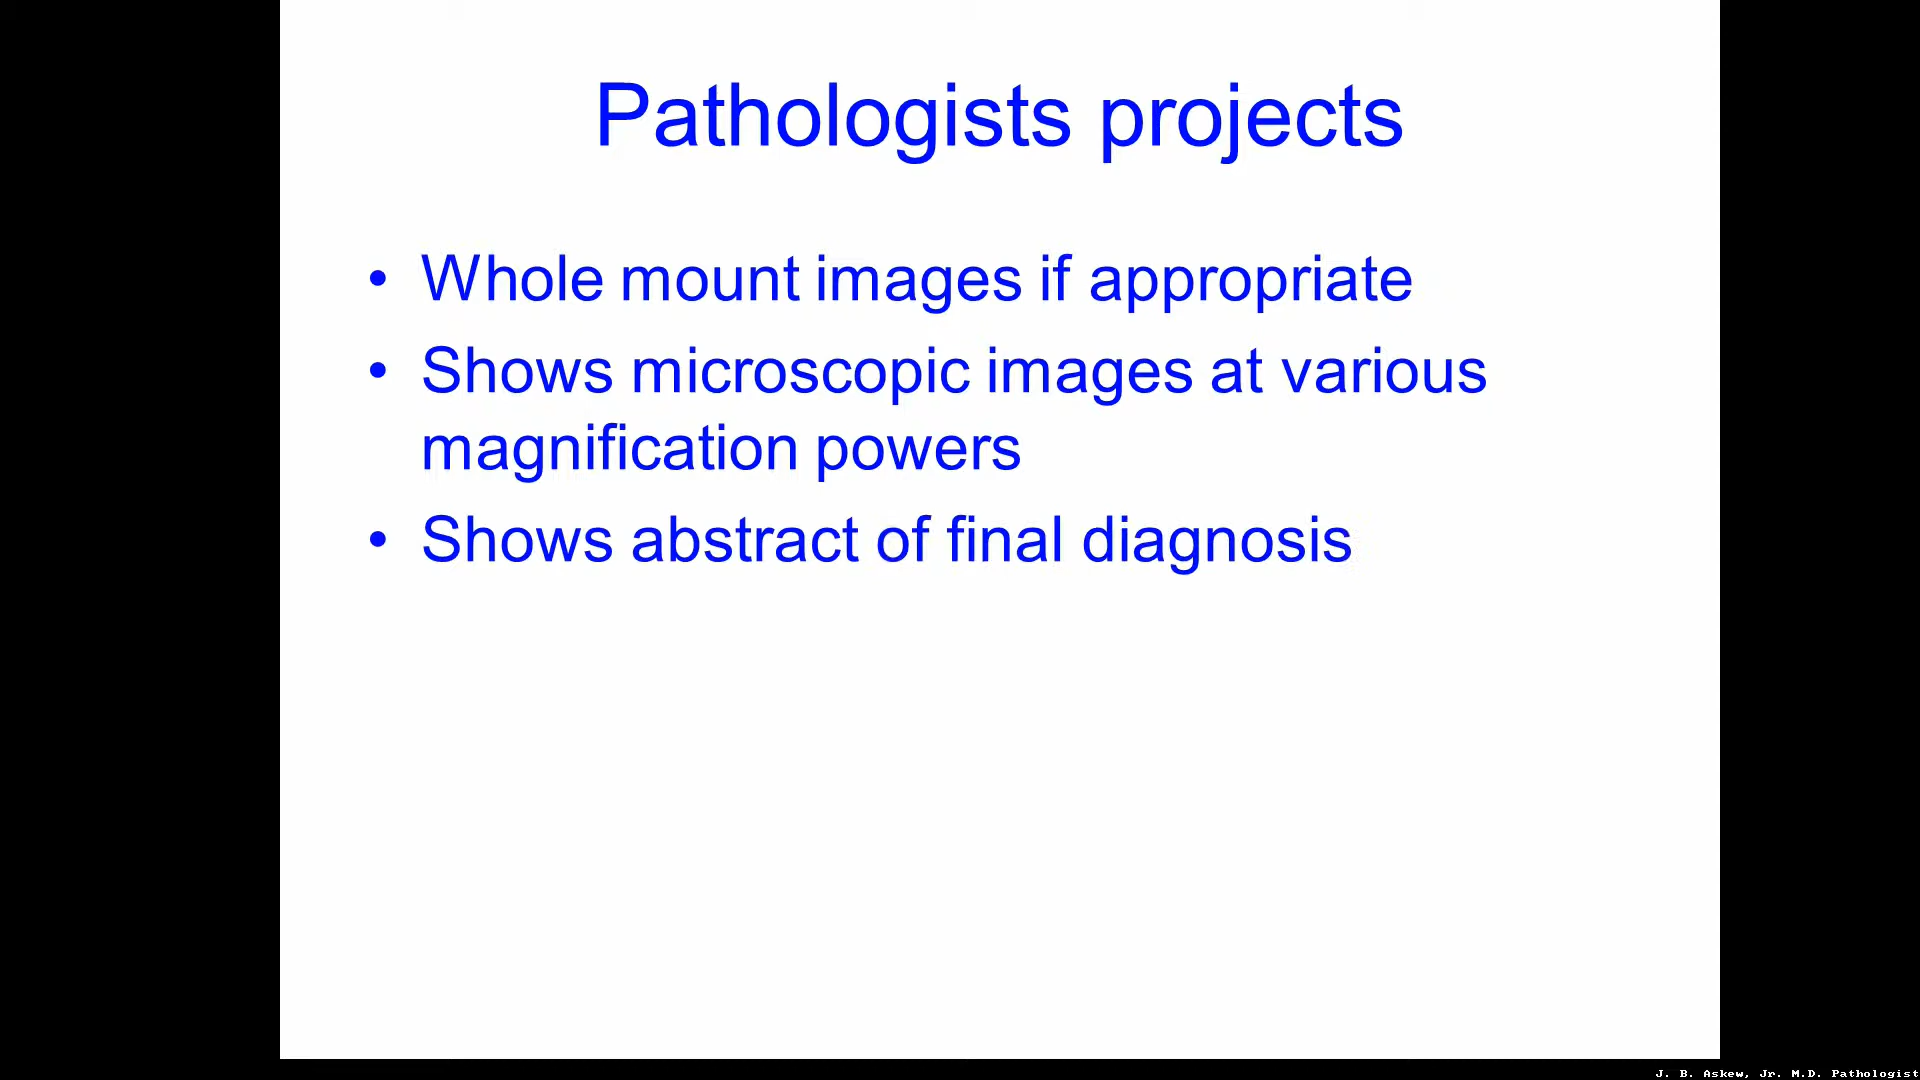 Pathologists projects
• Whole mount images if appropriate
• Shows microscopic images at various
magnification powers
• Shows abstract of final diagnosis
J. B. Askew, Jr. M.D. Pathologist